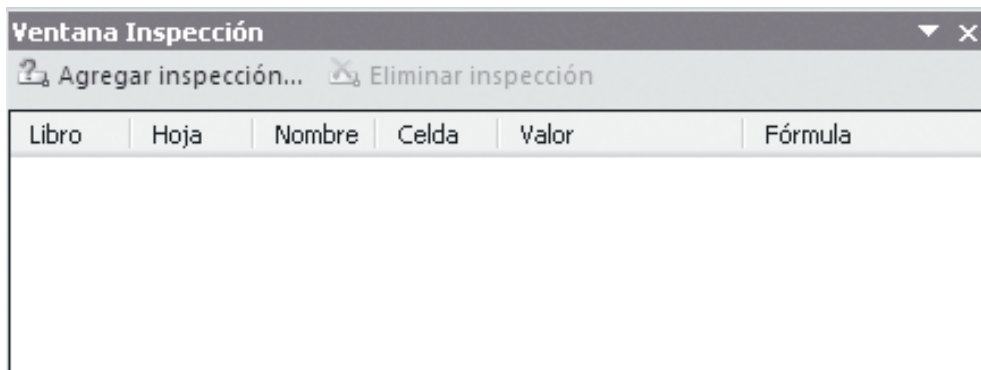 Ventana Inspección
Agregar inspección... Eliminar inspección
Libro Hoja Nombre Celda Valor Fórmula